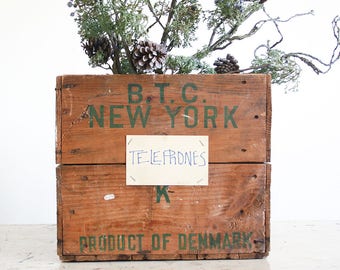 B.T.C.
NEW YORK
TELEPHONES
K
PRODUCT OF DENMARK